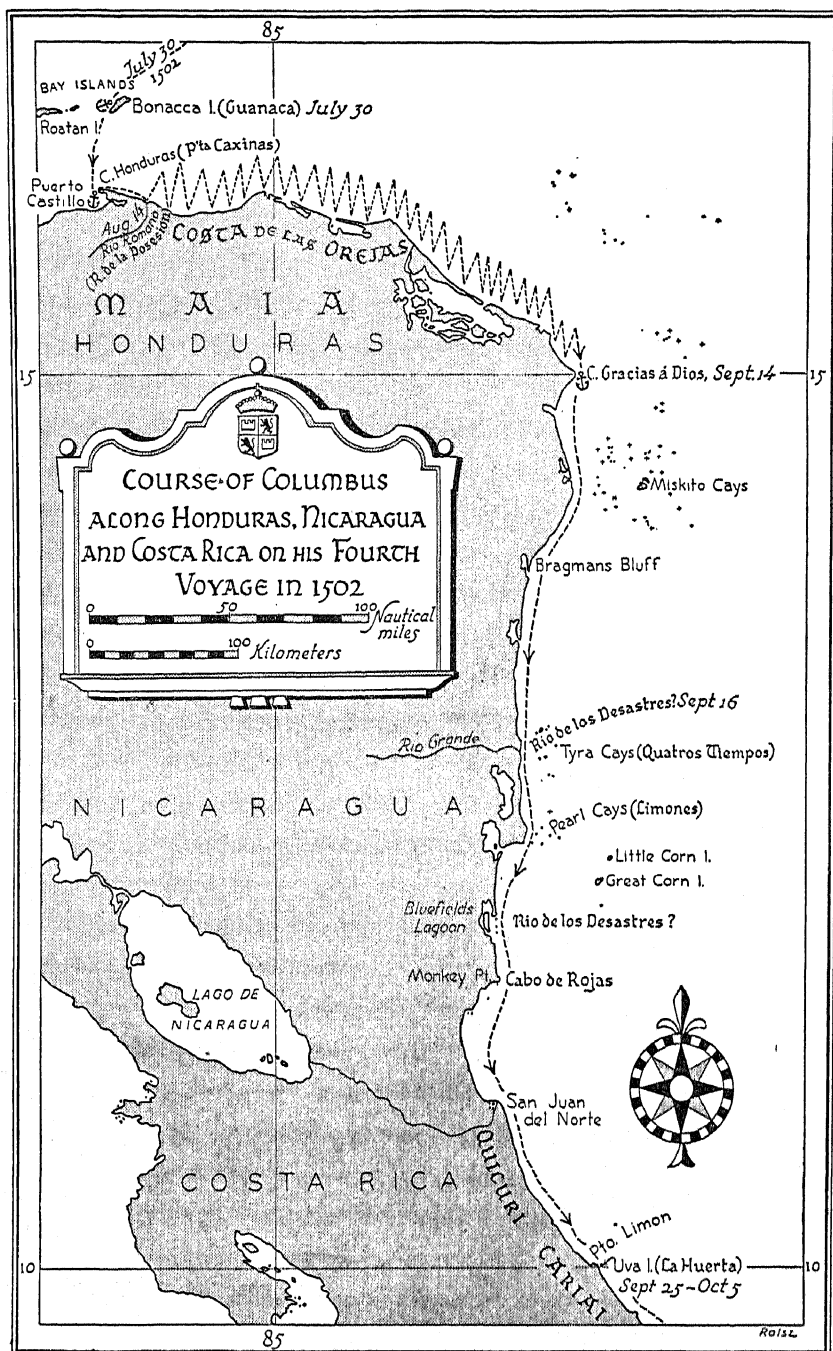 85
July 30
1502
BAY ISLANDS
Bonacca I. (Guanaca) July 30
Roatan I.
C. Honduras (P'ta Caxinas)
Puerto
Castillo
Aug 14
Rio Romano
(R. de la Posesión)
COSTA DE LAS OREJAS
MAIA
HONDURAS
15
C. Gracias á Dios, Sept. 14
15
COURSE OF COLUMBUS
ALONG HONDURAS, NICARAGUA
AND COSTA RICA ON HIS FOURTH
VOYAGE IN 1502
0 50 100 Nautical
miles
0 100 Kilometers
Miskito Cays
Bragmans Bluff
Rio de los Desastres? Sept 16
Rio Grande
Tyra Cays (Quatros Tiempos)
NICARAGUA
Pearl Cays (Limones)
Little Corn I.
Great Corn I.
Bluefields
Lagoon
Rio de los Desastres?
Monkey Pt.
Cabo de Rojas
LAGO DE
NICARAGUA
San Juan
del Norte
COSTA RICA
QUICURI
CARIAI
Pto. Limon
10
Uva I. (La Huerta)
10
Sept 25-Oct 5
85
RAISZ